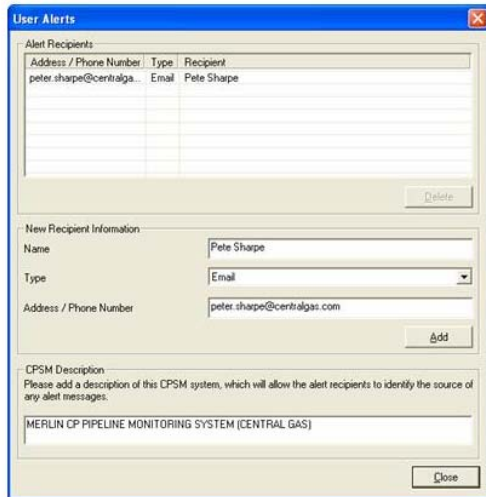 User Alerts
Alert Recipients
Address / Phone Number Type Recipient
peter.sharpe@centralga... Email Pete Sharpe
Delete
New Recipient Information
Name Pete Sharpe
Type Email
Address / Phone Number peter.sharpe@centralgas.com
Add
CPSM Description
Please add a description of this CPSM system, which will allow the alert recipients to identify the source of
any alert messages.
MERLIN CP PIPELINE MONITORING SYSTEM (CENTRAL GAS)
Close